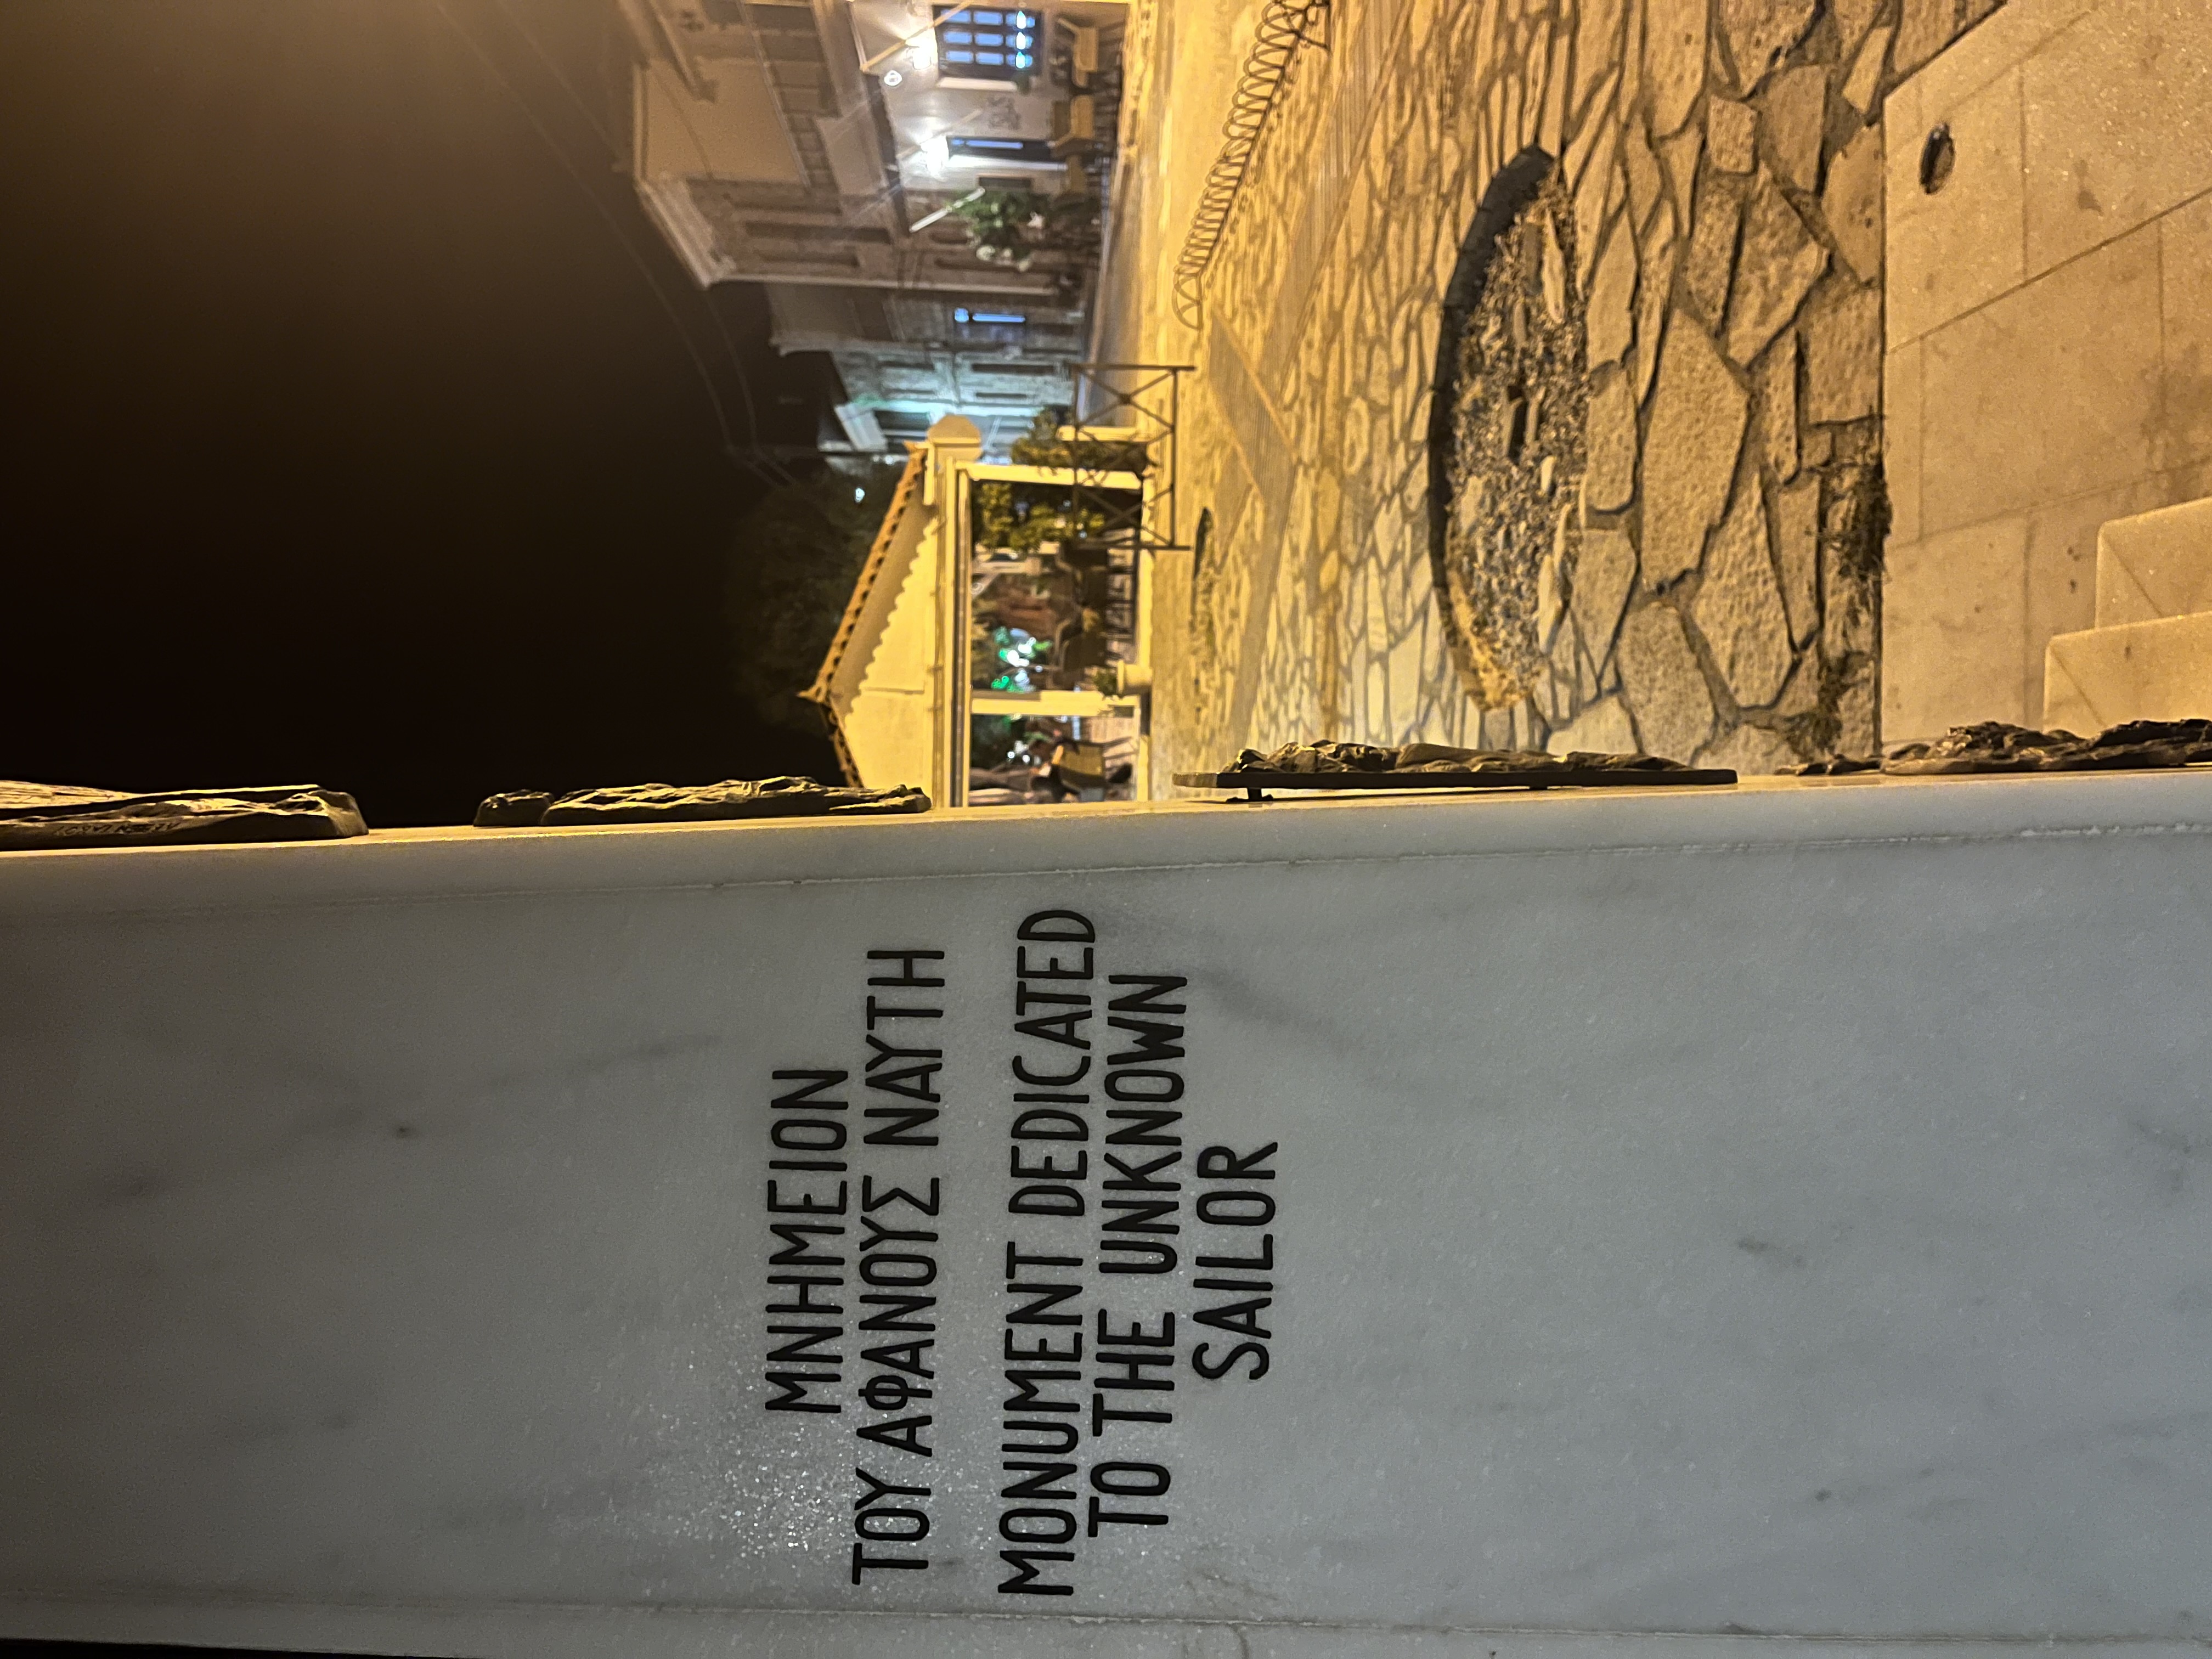 ΜΝΗΜΕΙΟΝ
ΤΟΥ ΑΦΑΝΟΥΣ ΝΑΥΤΗ
MONUMENT DEDICATED
TO THE UNKNOWN
SAILOR